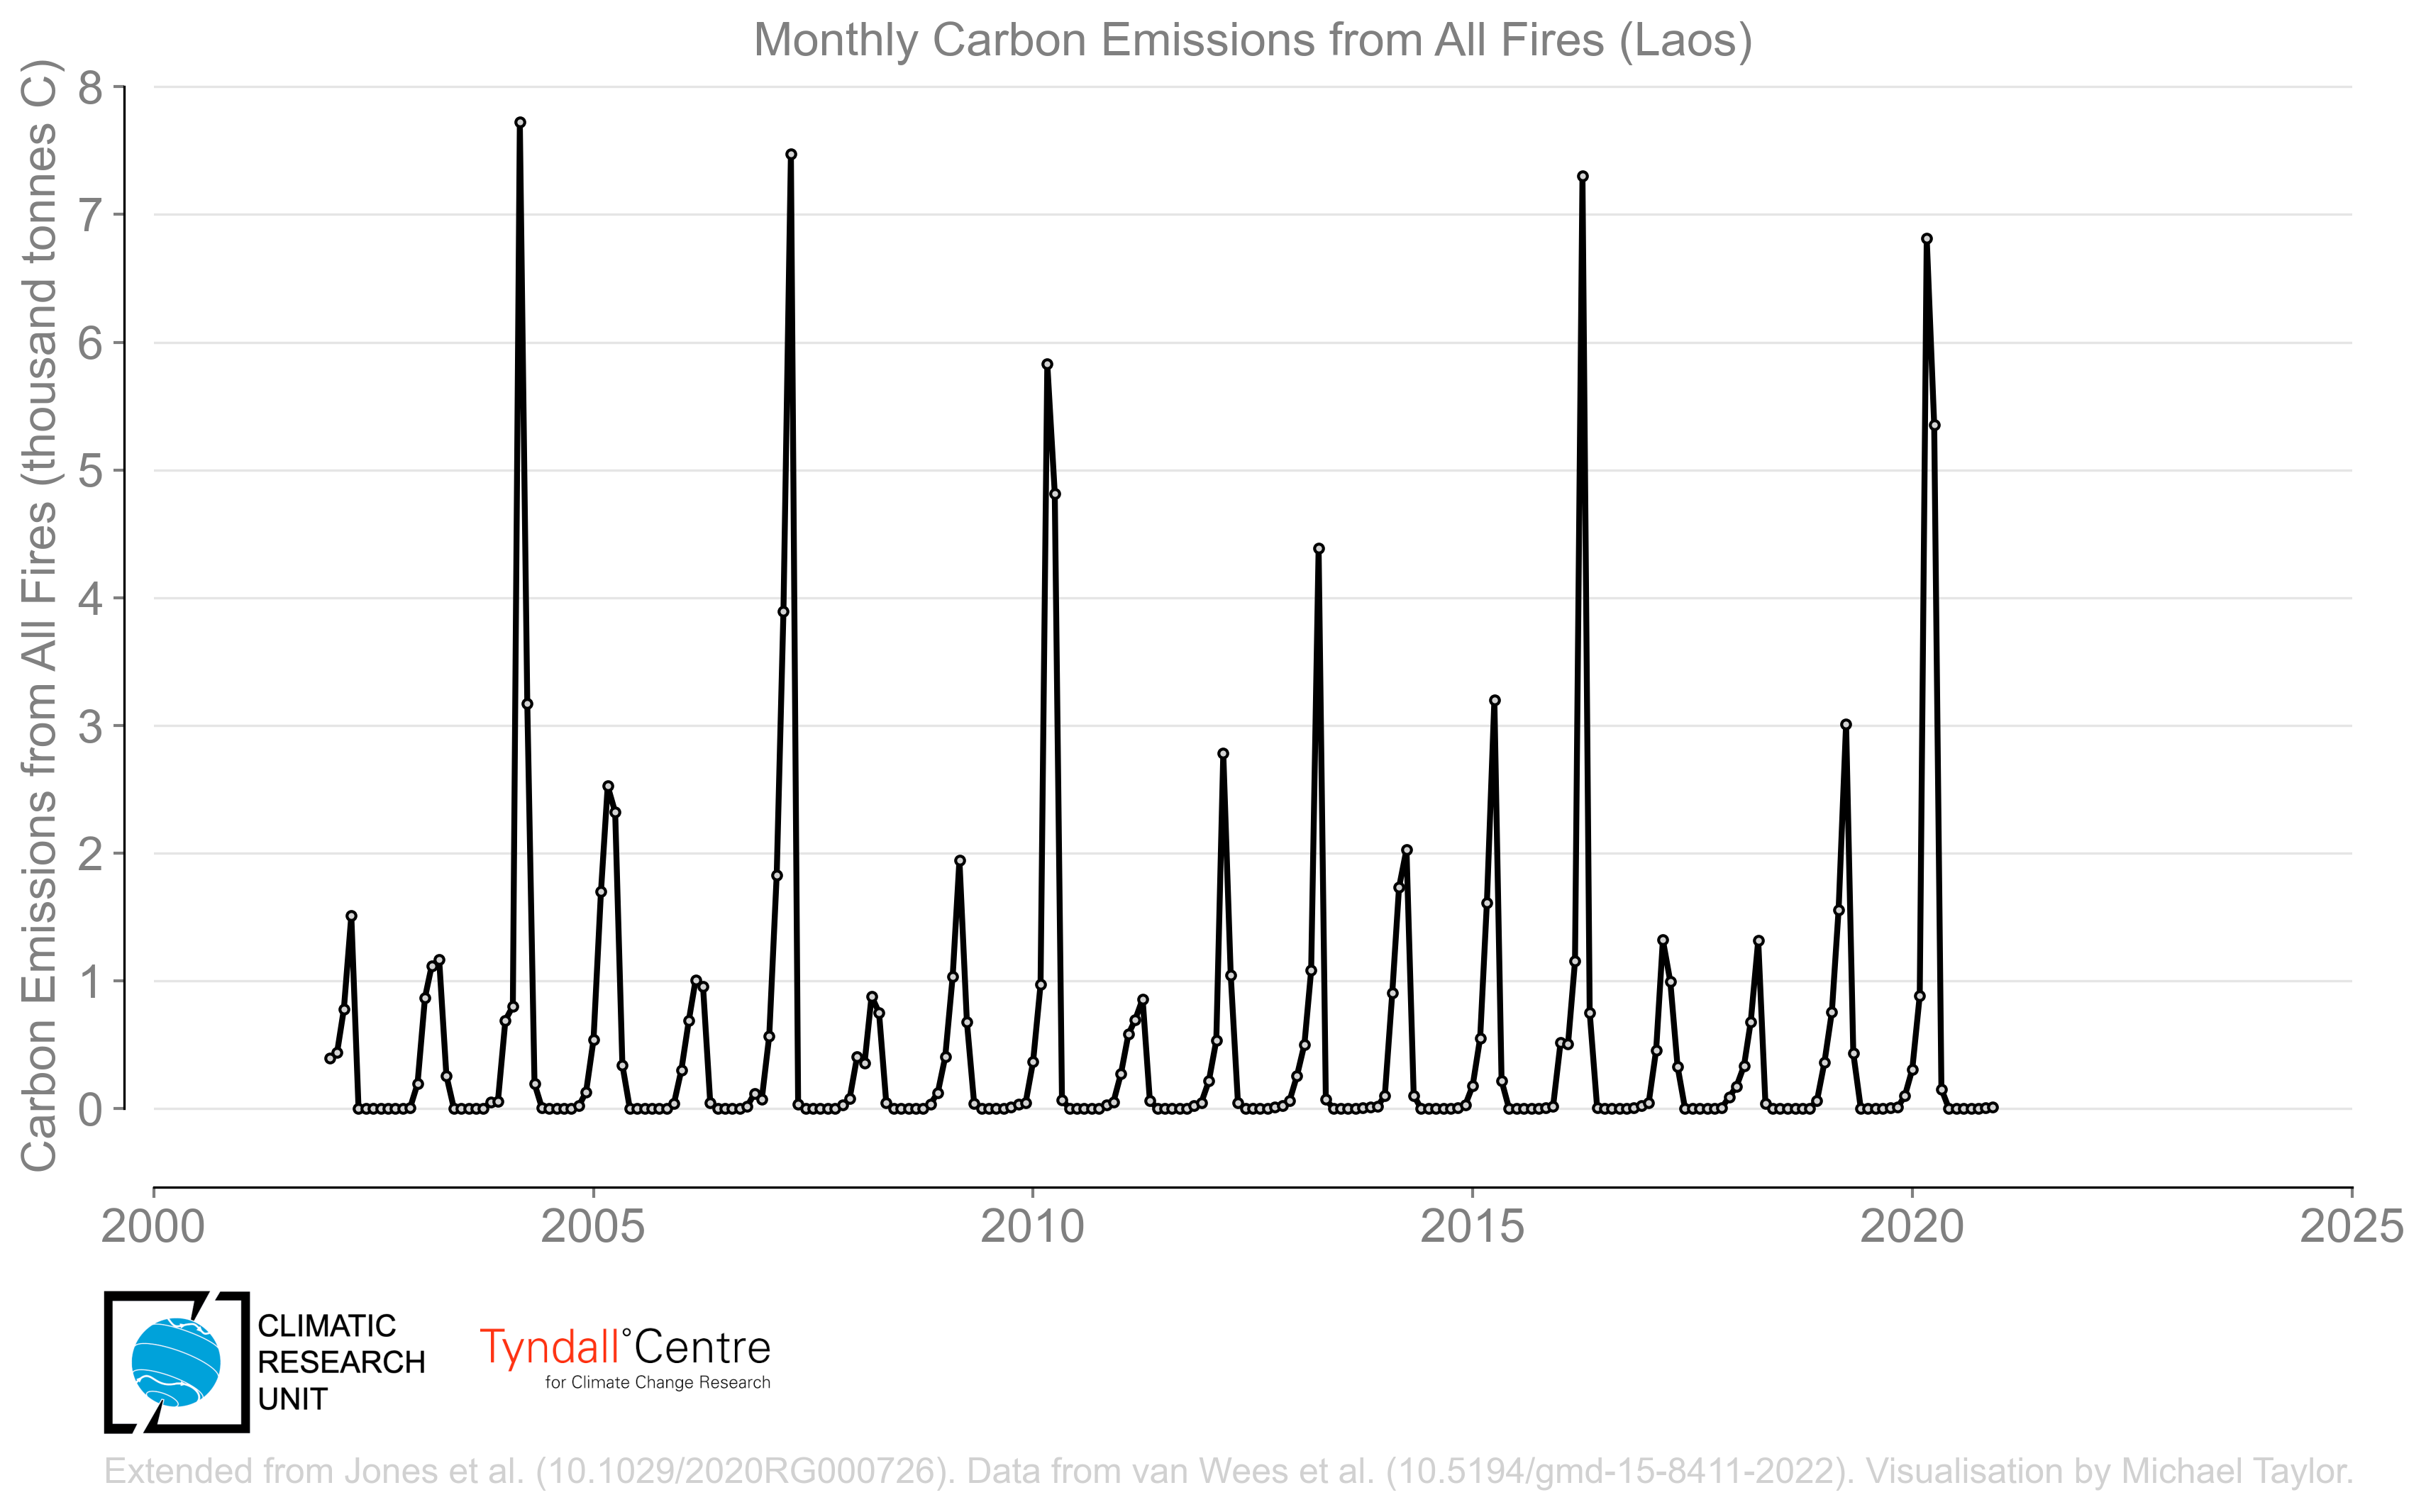 Monthly Carbon Emissions from All Fires (Laos)
Carbon Emissions from All Fires (thousand tonnes C)
8
7
6
5
4
3
2
1
0
2000 2005 2010 2015 2020 2025
CLIMATIC
RESEARCH
UNIT
Tyndall°Centre
for Climate Change Research
Extended from Jones et al. (10.1029/2020RG000726). Data from van Wees et al. (10.5194/gmd-15-8411-2022). Visualisation by Michael Taylor.